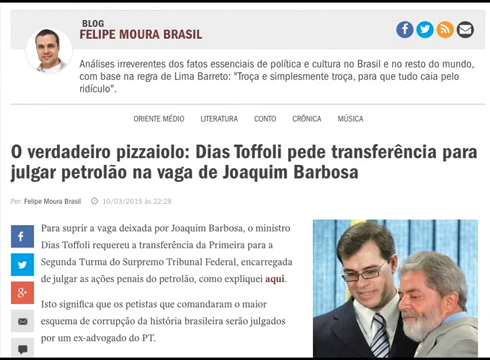 BLOG
FELIPE MOURA BRASIL
Análises irreverentes dos fatos essenciais de política e cultura no Brasil e no resto do mundo,
com base na regra de Lima Barreto: "Troça e simplesmente troça, para que tudo caia pelo
ridículo".
ORIENTE MÉDIO LITERATURA CONTO CRÔNICA MÚSICA
O verdadeiro pizzaiolo: Dias Toffoli pede transferência para
julgar petrolão na vaga de Joaquim Barbosa
Por: Felipe Moura Brasil 10/03/2015 às 22:28
Para suprir a vaga deixada por Joaquim Barbosa, o ministro
Dias Toffoli requereu a transferência da Primeira para a
Segunda Turma do Surpremo Tribunal Federal, encarregada
de julgar as ações penais do petrolão, como expliquei aqui.
Isto significa que os petistas que comandaram o maior
esquema de corrupção da história brasileira serão julgados
por um ex-advogado do PT.